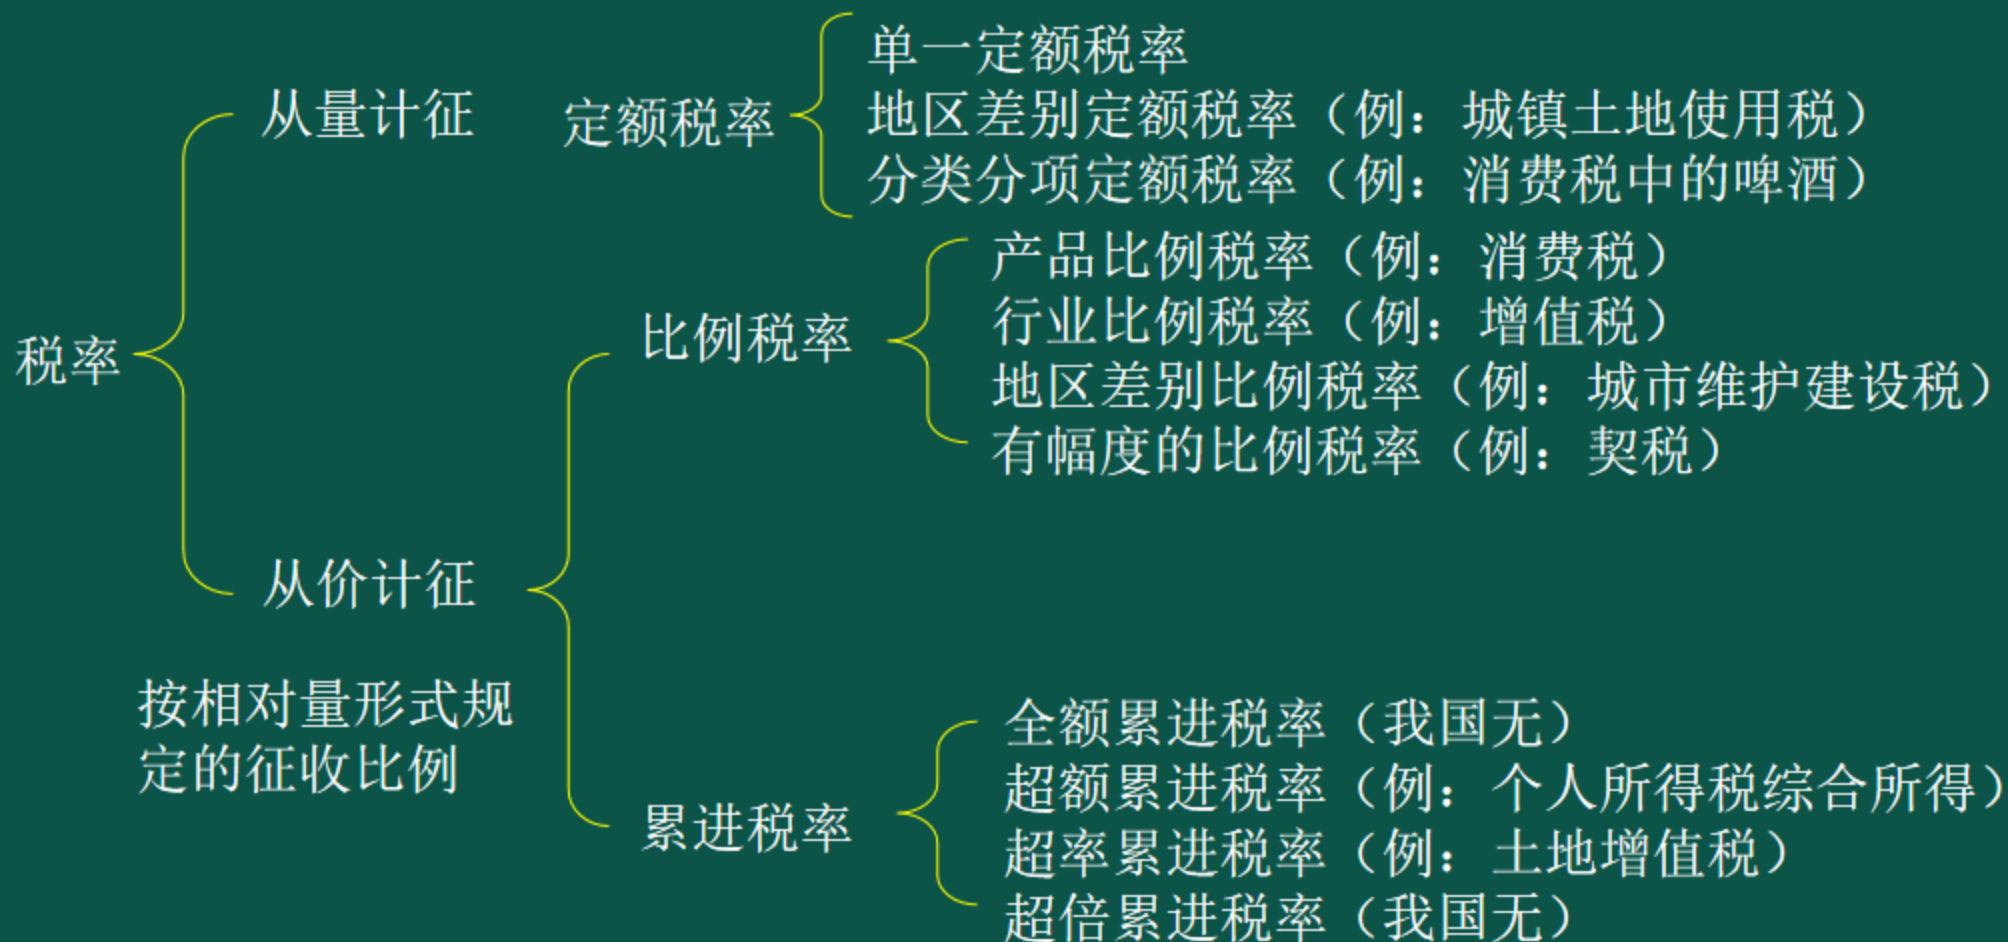 税率
从量计征
定额税率
单一定额税率
地区差别定额税率（例：城镇土地使用税）
分类分项定额税率（例：消费税中的啤酒）
从价计征
按相对量形式规
定的征收比例
比例税率
产品比例税率（例：消费税）
行业比例税率（例：增值税）
地区差别比例税率（例：城市维护建设税）
有幅度的比例税率（例：契税）
累进税率
全额累进税率（我国无）
超额累进税率（例：个人所得税综合所得）
超率累进税率（例：土地增值税）
超倍累进税率（我国无）